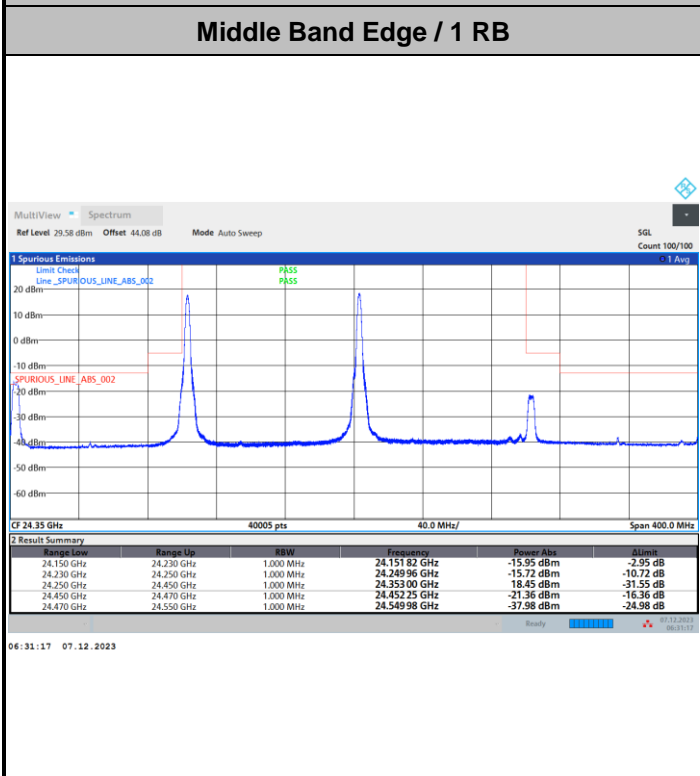 Middle Band Edge / 1 RB
MultiView Spectrum
Ref Level 29.58 dBm Offset 44.08 dB Mode Auto Sweep SGL
Count 100/100
1 Spurious Emissions 1 Avg
Limit Check PASS
Line _SPURIOUS_LINE_ABS_002 PASS
20 dBm
10 dBm
0 dBm
-10 dBm
SPURIOUS_LINE_ABS_002
-20 dBm
-30 dBm
-40 dBm
-50 dBm
-60 dBm
CF 24.35 GHz 40005 pts 40.0 MHz/ Span 400.0 MHz
2 Result Summary
Range Low Range Up RBW Frequency Power Abs ΔLimit
24.150 GHz 24.230 GHz 1.000 MHz 24.151 82 GHz -15.95 dBm -2.95 dB
24.230 GHz 24.250 GHz 1.000 MHz 24.249 96 GHz -15.72 dBm -10.72 dB
24.250 GHz 24.450 GHz 1.000 MHz 24.353 00 GHz 18.45 dBm -31.55 dB
24.450 GHz 24.470 GHz 1.000 MHz 24.452 25 GHz -21.36 dBm -16.36 dB
24.470 GHz 24.550 GHz 1.000 MHz 24.549 98 GHz -37.98 dBm -24.98 dB
Ready 07.12.2023
06:31:17
06:31:17 07.12.2023